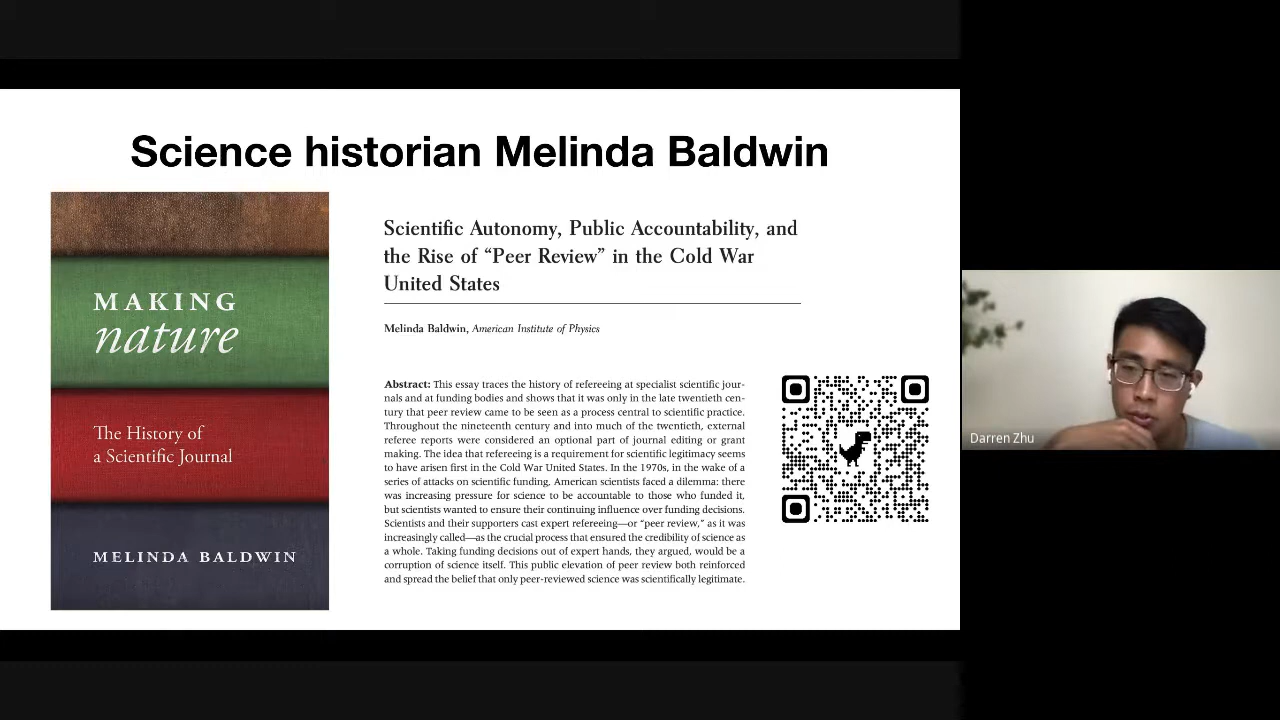 Science historian Melinda Baldwin
MAKING
nature
The History of
a Scientific Journal
MELINDA BALDWIN
Scientific Autonomy, Public Accountability, and
the Rise of “Peer Review” in the Cold War
United States
Melinda Baldwin, American Institute of Physics
Abstract: This essay traces the history of refereeing at specialist scientific jour-
nals and at funding bodies and shows that it was only in the late twentieth cen-
tury that peer review came to be seen as a process central to scientific practice.
Throughout the nineteenth century and into much of the twentieth, external
referee reports were considered an optional part of journal editing or grant
making. The idea that refereeing is a requirement for scientific legitimacy seems
to have arisen first in the Cold War United States. In the 1970s, in the wake of a
series of attacks on scientific funding, American scientists faced a dilemma: there
was increasing pressure for science to be accountable to those who funded it,
but scientists wanted to ensure their continuing influence over funding decisions.
Scientists and their supporters cast expert refereeing—or “peer review,” as it was
increasingly called—as the crucial process that ensured the credibility of science as
a whole. Taking funding decisions out of expert hands, they argued, would be a
corruption of science itself. This public elevation of peer review both reinforced
and spread the belief that only peer-reviewed science was scientifically legitimate.
Darren Zhu